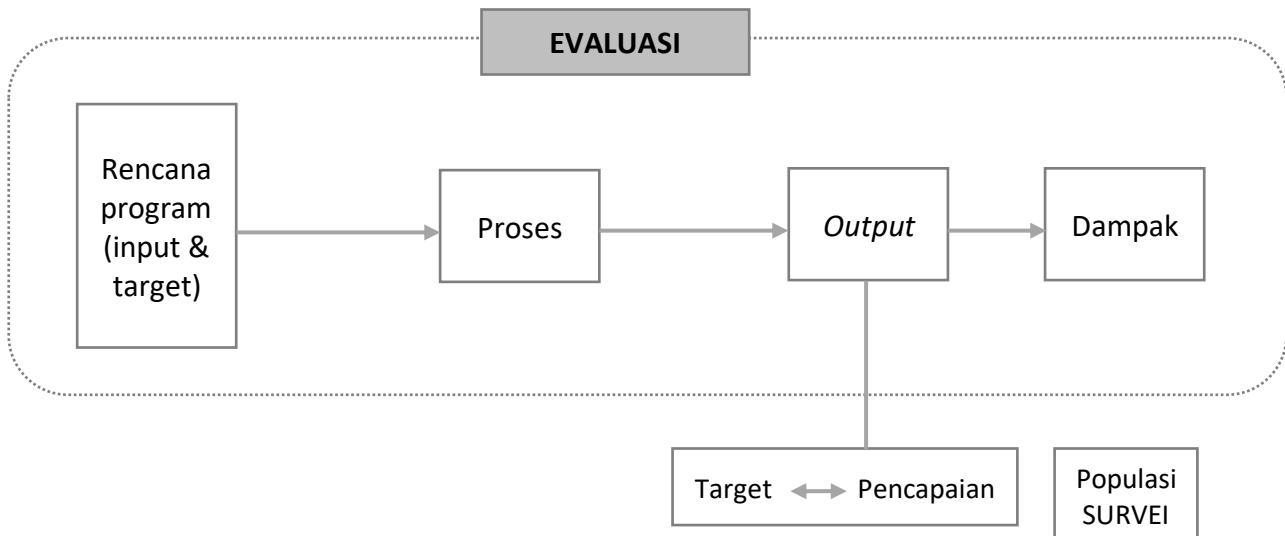 EVALUASI
Rencana
program
(input &
target)
Proses
Output
Dampak
Target
Pencapaian
Populasi
SURVEI